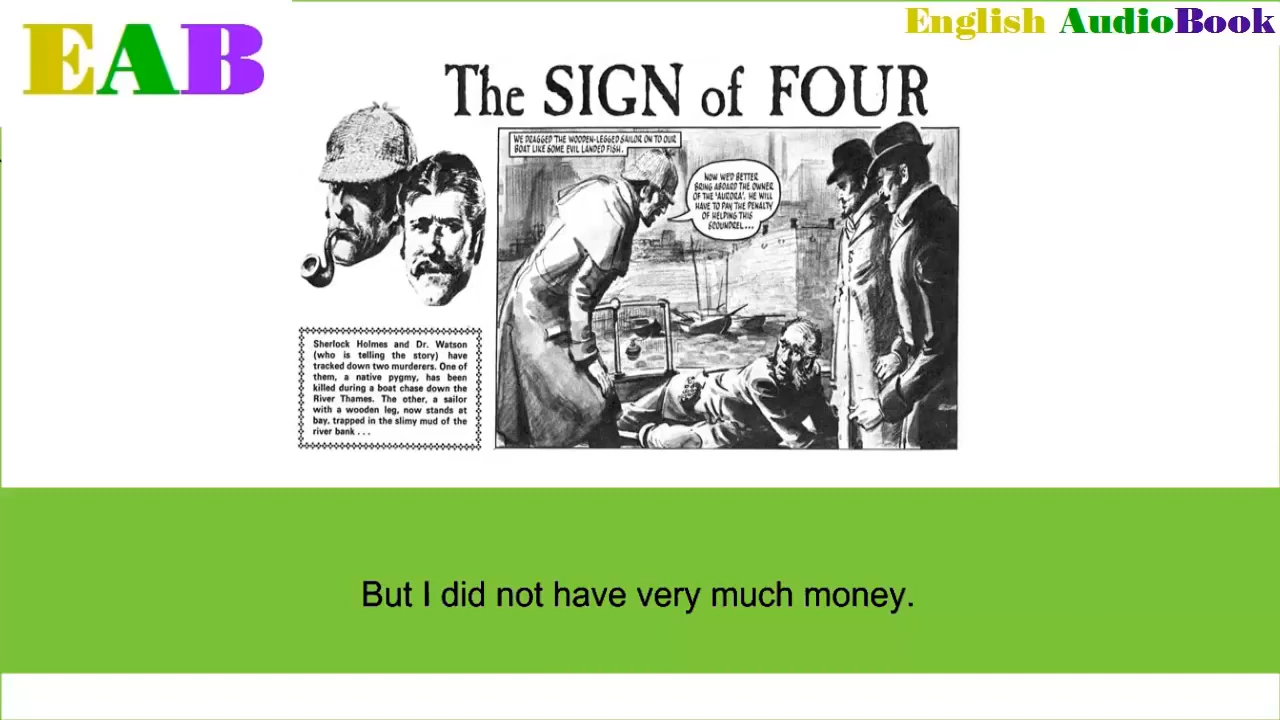 EAB
English AudioBook
The SIGN of FOUR
WE DRAGGED THE WOODEN-LEGGED SAILOR ON TO OUR
BOAT LIKE SOME EVIL LANDED FISH.
NOW WE'D BETTER
BRING ABOARD THE OWNER
OF THE 'AURORA'. HE WILL
HAVE TO PAY THE PENALTY
OF HELPING THIS
SCOUNDREL...
Sherlock Holmes and Dr. Watson
(who is telling the story) have
tracked down two murderers. One of
them, a native pygmy, has been
killed during a boat chase down the
River Thames. The other, a sailor
with a wooden leg, now stands at
bay, trapped in the slimy mud of the
river bank . . .
But I did not have very much money.